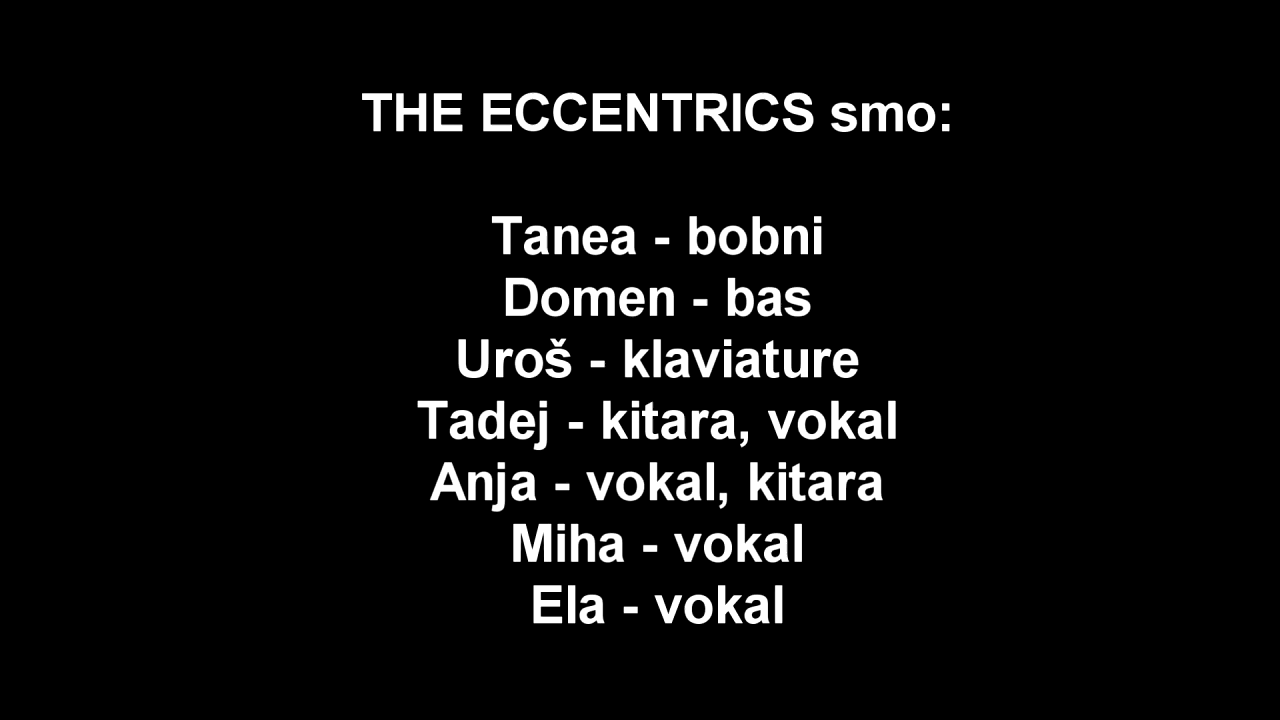 THE ECCENTRICS smo:
Tanea - bobni
Domen - bas
Uroš - klaviature
Tadej - kitara, vokal
Anja - vokal, kitara
Miha - vokal
Ela - vokal